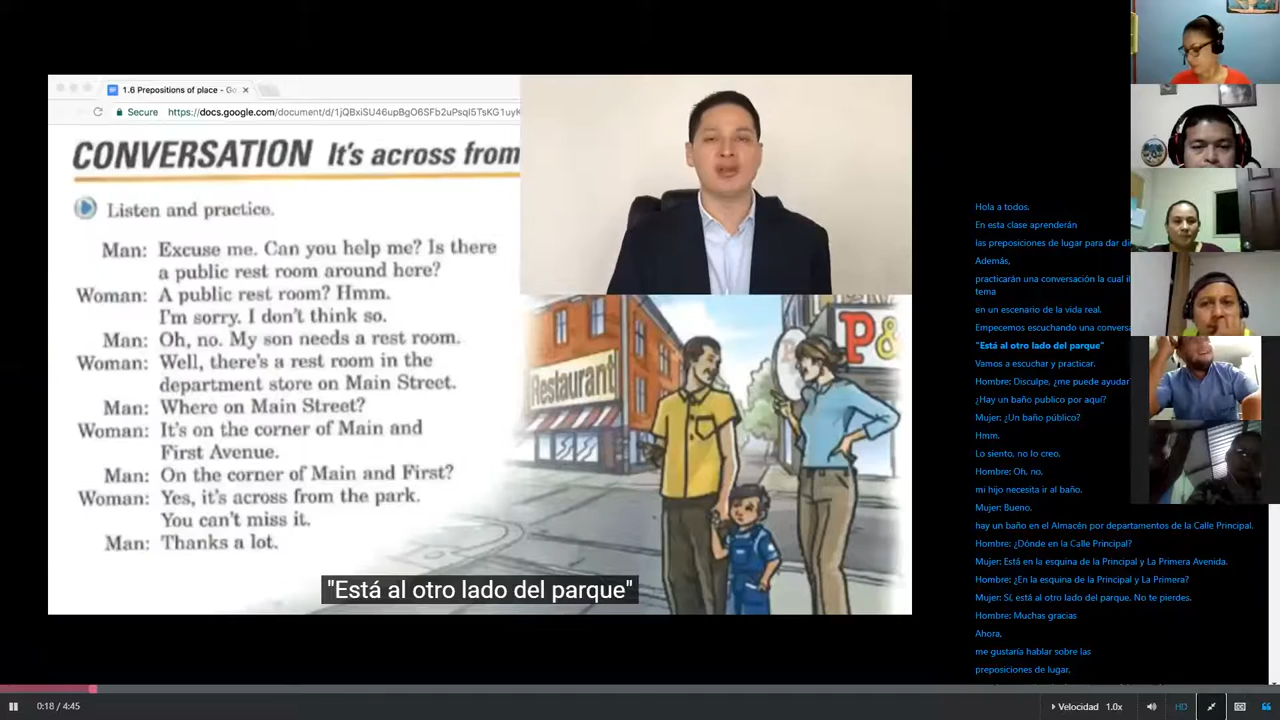 1.6 Prepositions of place - Go
Secure https://docs.google.com/document/d/1jQBxiSU46upBgO6SFb2uPsqI5TsKG1uyK
CONVERSATION It's across from
Listen and practice.
Man: Excuse me. Can you help me? Is there
a public rest room around here?
Woman: A public rest room? Hmm.
I'm sorry. I don't think so.
Man: Oh, no. My son needs a rest room.
Woman: Well, there's a rest room in the
department store on Main Street.
Man: Where on Main Street?
Woman: It's on the corner of Main and
First Avenue.
Man: On the corner of Main and First?
Woman: Yes, it's across from the park.
You can't miss it.
Man: Thanks a lot.
Restaurant
P&
"Está al otro lado del parque"
Hola a todos.
En esta clase aprenderán
las preposiciones de lugar para dar di
Además,
practicarán una conversación la cual il
tema
en un escenario de la vida real.
Empecemos escuchando una conversa
"Está al otro lado del parque"
Vamos a escuchar y practicar.
Hombre: Disculpe, ¿me puede ayudar
¿Hay un baño publico por aquí?
Mujer: ¿Un baño público?
Hmm.
Lo siento, no lo creo.
Hombre: Oh, no,
mi hijo necesita ir al baño.
Mujer: Bueno,
hay un baño en el Almacén por departamentos de la Calle Principal.
Hombre: ¿Dónde en la Calle Principal?
Mujer: Está en la esquina de la Principal y La Primera Avenida.
Hombre: ¿En la esquina de la Principal y La Primera?
Mujer: Sí, está al otro lado del parque. No te pierdes.
Hombre: Muchas gracias
Ahora,
me gustaría hablar sobre las
preposiciones de lugar,
0:18 / 4:45
Velocidad 1.0x
HD
CC